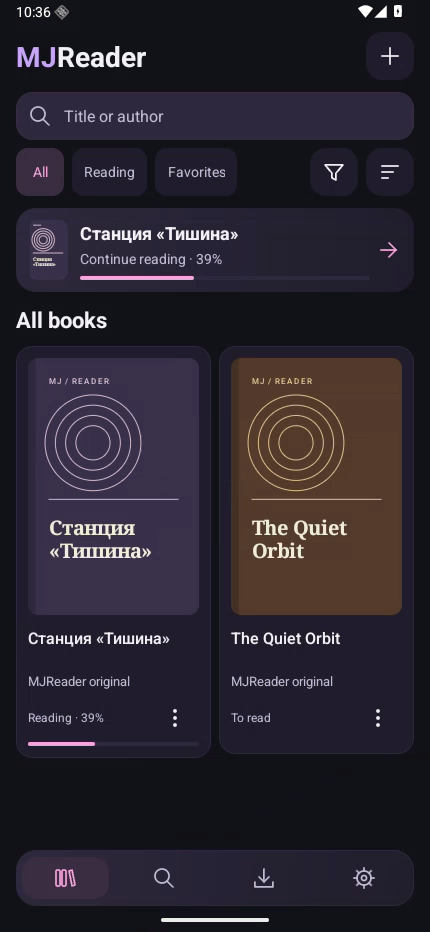 10:36
MJReader
Title or author
All
Reading
Favorites
Станция «Тишина»
Станция «Тишина»
Continue reading · 39%
All books
MJ / READER
Станция
«Тишина»
Станция «Тишина»
MJReader original
Reading · 39%
MJ / READER
The Quiet
Orbit
The Quiet Orbit
MJReader original
To read